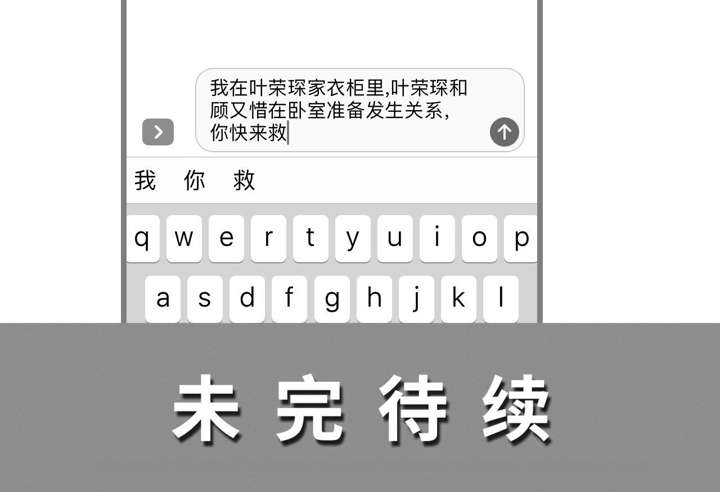 我在叶荣琛家衣柜里,叶荣琛和
顾又惜在卧室准备发生关系,
你快来救
我 你 救
q w e r t y u i o p
a s d f g h j k l
未完待续